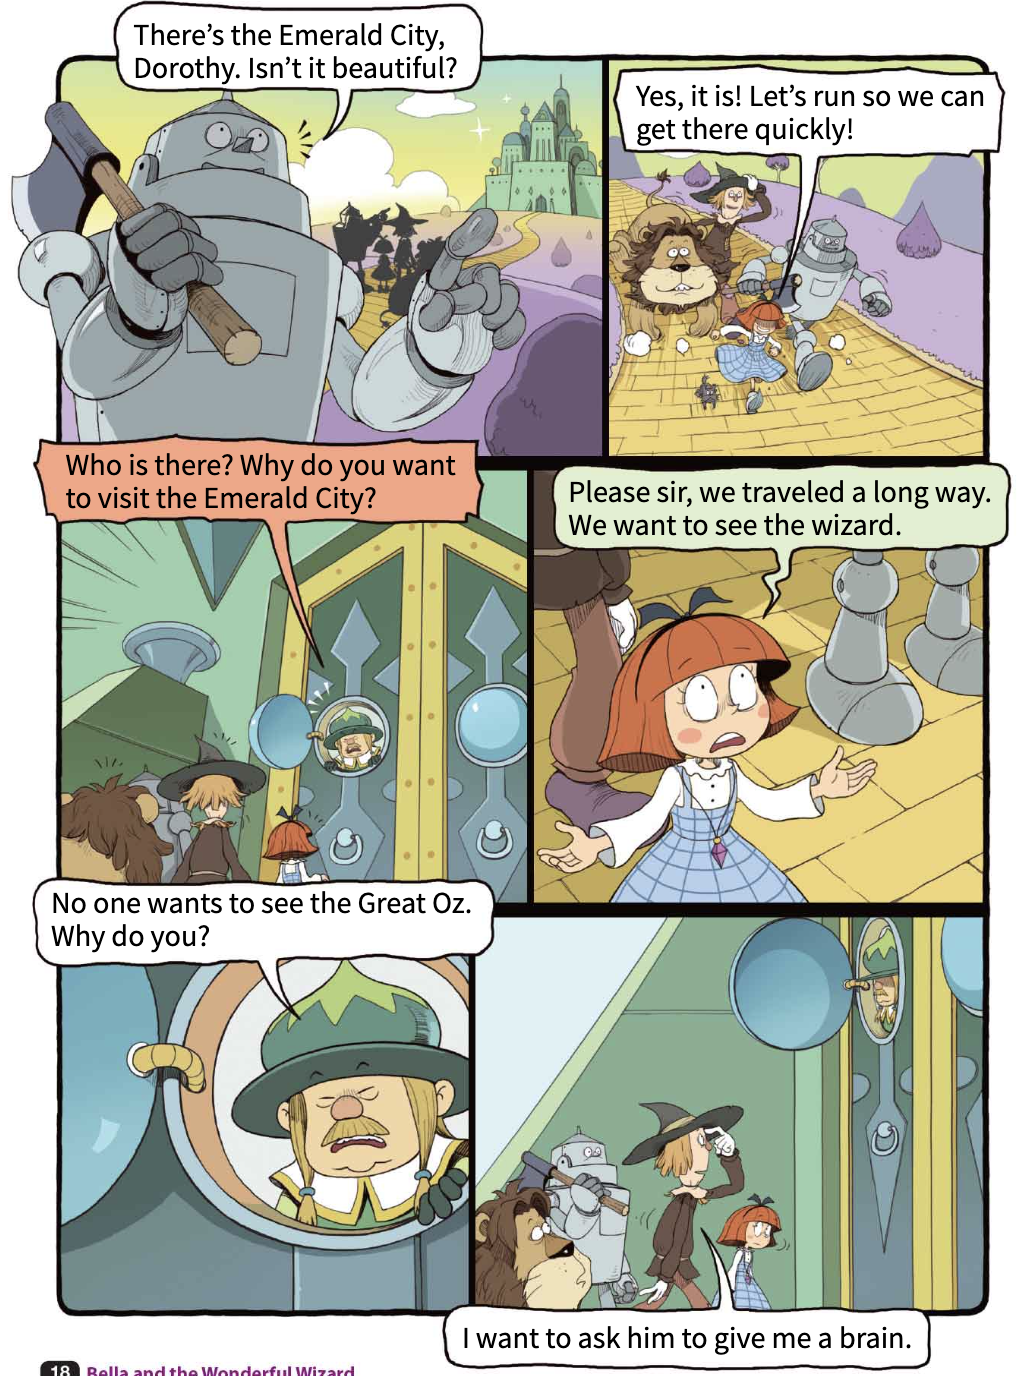 There's the Emerald City,
Dorothy. Isn't it beautiful?
Yes, it is! Let's run so we can
get there quickly!
Who is there? Why do you want
to visit the Emerald City?
Please sir, we traveled a long way.
We want to see the wizard.
No one wants to see the Great Oz.
Why do you?
I want to ask him to give me a brain.
18 Bella and the Wonderful Wizard